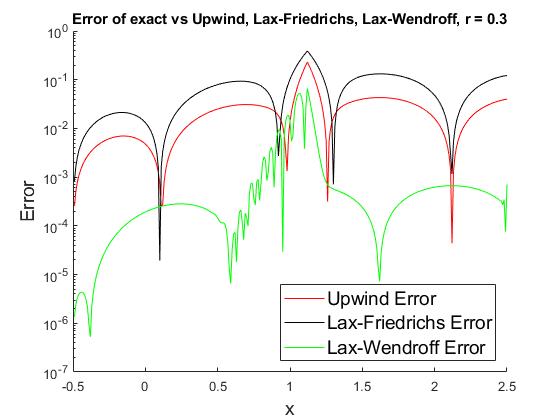 Error of exact vs Upwind, Lax-Friedrichs, Lax-Wendroff, r = 0.3
10^0
10^-1
10^-2
10^-3
10^-4
10^-5
10^-6
10^-7
Error
Upwind Error
Lax-Friedrichs Error
Lax-Wendroff Error
-0.5 0 0.5 1 1.5 2 2.5
x